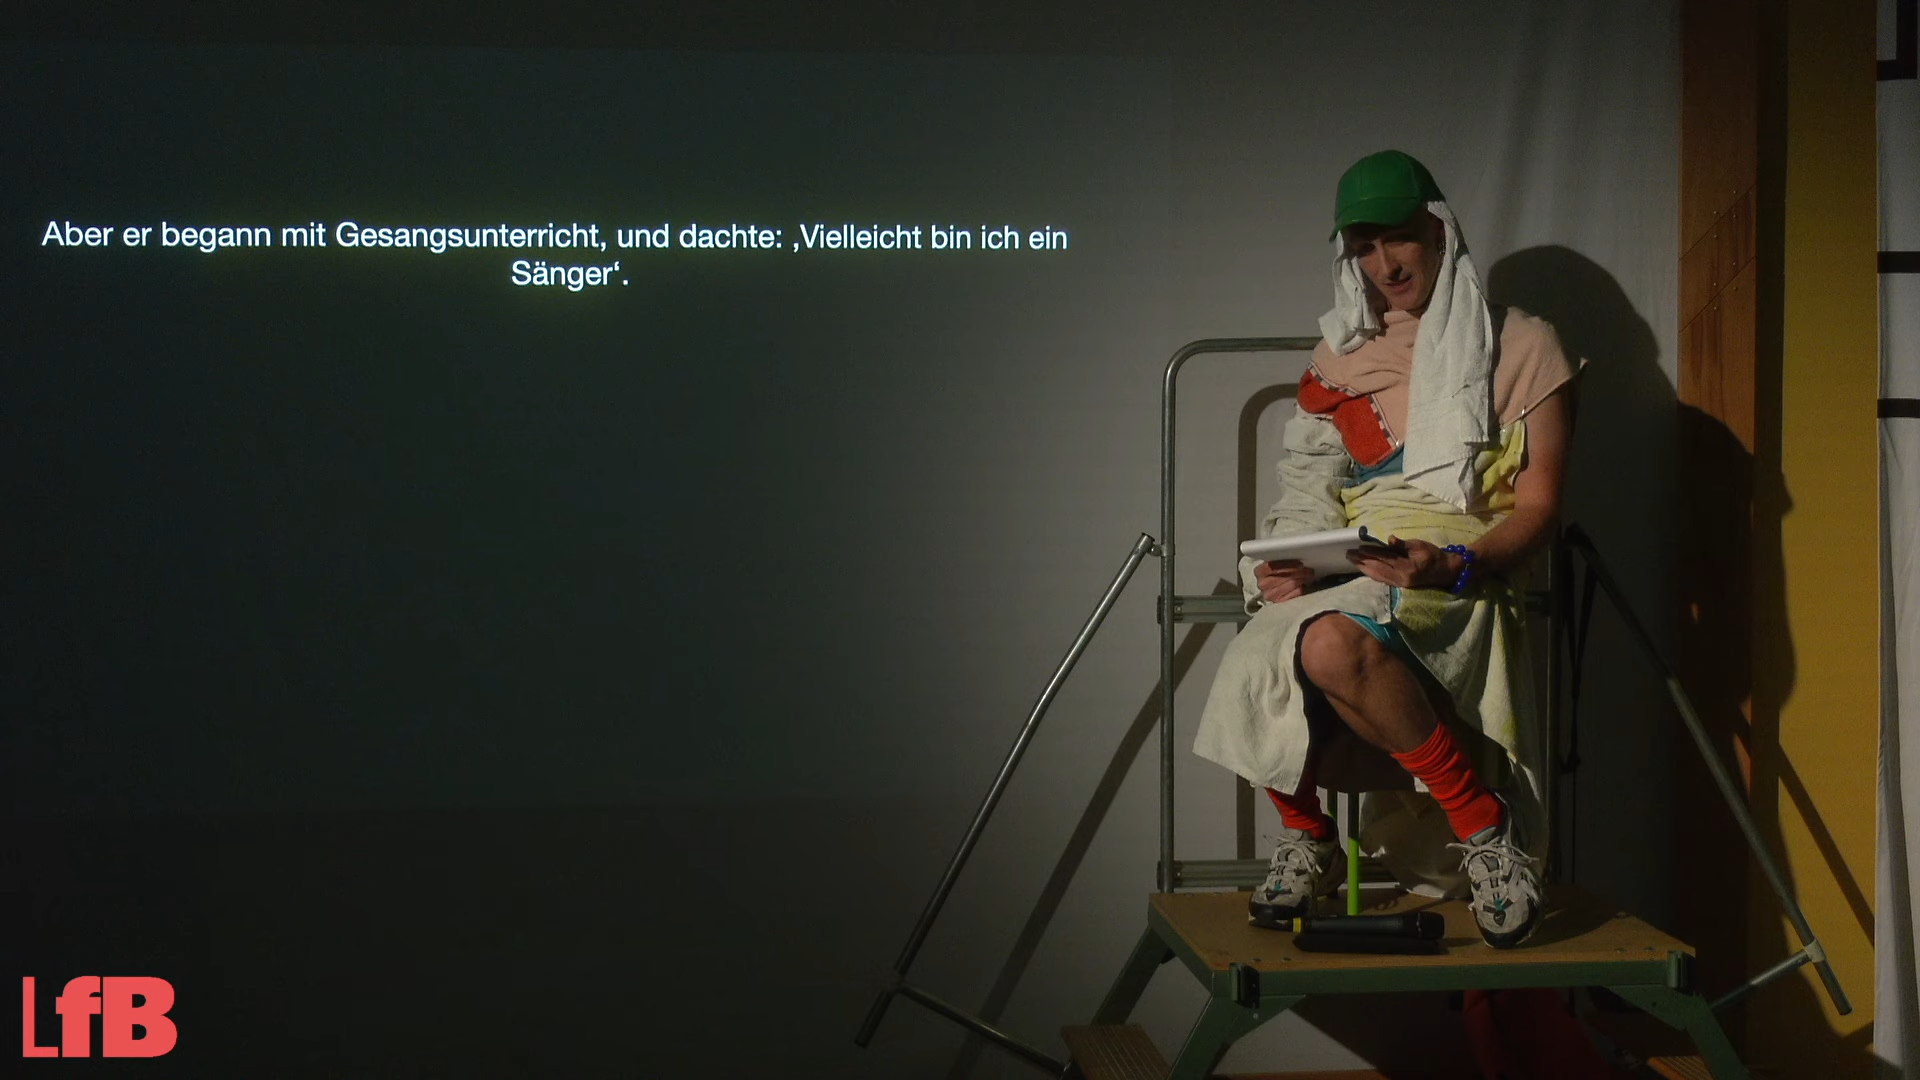 Aber er begann mit Gesangsunterricht, und dachte: ‚Vielleicht bin ich ein
Sänger‘.
LfB